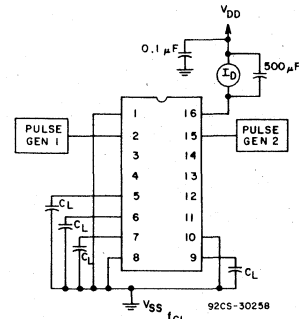 VDD
0.1 µF
ID
500 µF
PULSE GEN 1
PULSE GEN 2
1 16
2 15
3 14
4 13
5 12
6 11
7 10
8 9
CL
CL
CL
CL
VSS
92CS-30258
fCL